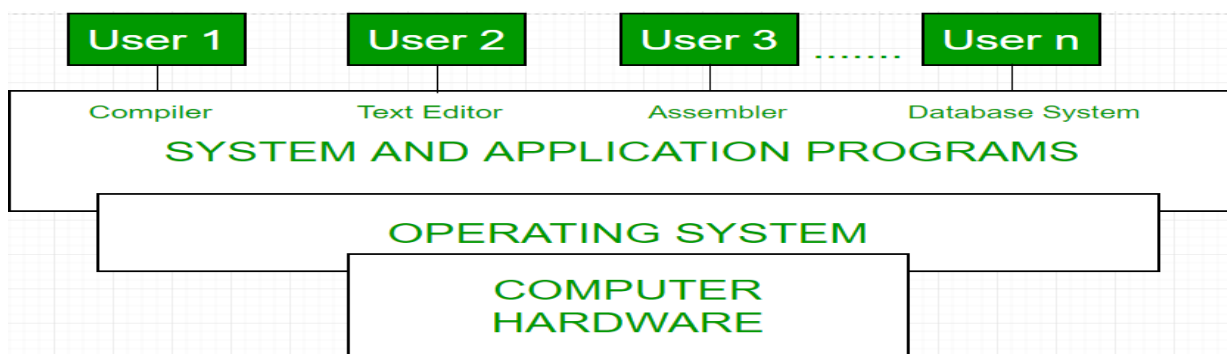 User 1 User 2 User 3 ....... User n
Compiler Text Editor Assembler Database System
SYSTEM AND APPLICATION PROGRAMS
OPERATING SYSTEM
COMPUTER
HARDWARE